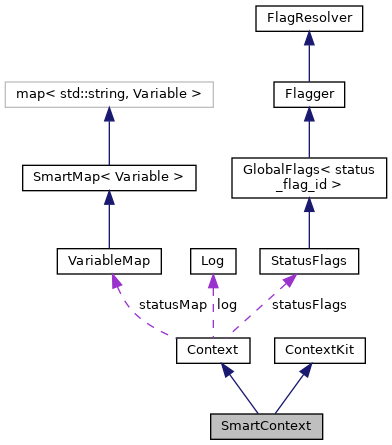 FlagResolver
map< std::string, Variable >
Flagger
SmartMap< Variable >
GlobalFlags< status
_flag_id >
VariableMap
Log
StatusFlags
statusMap
log
statusFlags
Context
ContextKit
SmartContext